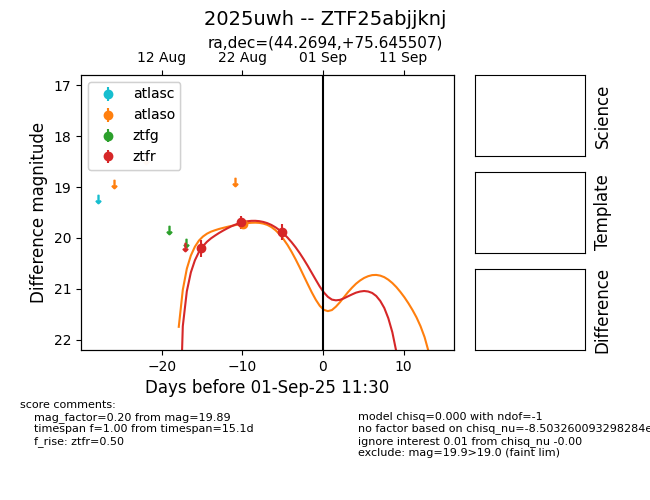 2025uwh -- ZTF25abjjknj
ra,dec=(44.2694,+75.645507)
12 Aug 22 Aug 01 Sep 11 Sep
atlasc
atlaso
ztfg
ztfr
17
18
19
20
21
22
Difference magnitude
−20 −10 0 10
Days before 01-Sep-25 11:30
Science
Template
Difference
score comments:
mag_factor=0.20 from mag=19.89
timespan f=1.00 from timespan=15.1d
f_rise: ztfr=0.50
model chisq=0.000 with ndof=-1
no factor based on chisq_nu=-8.503260093298284e
ignore interest 0.01 from chisq_nu -0.00
exclude: mag=19.9>19.0 (faint lim)